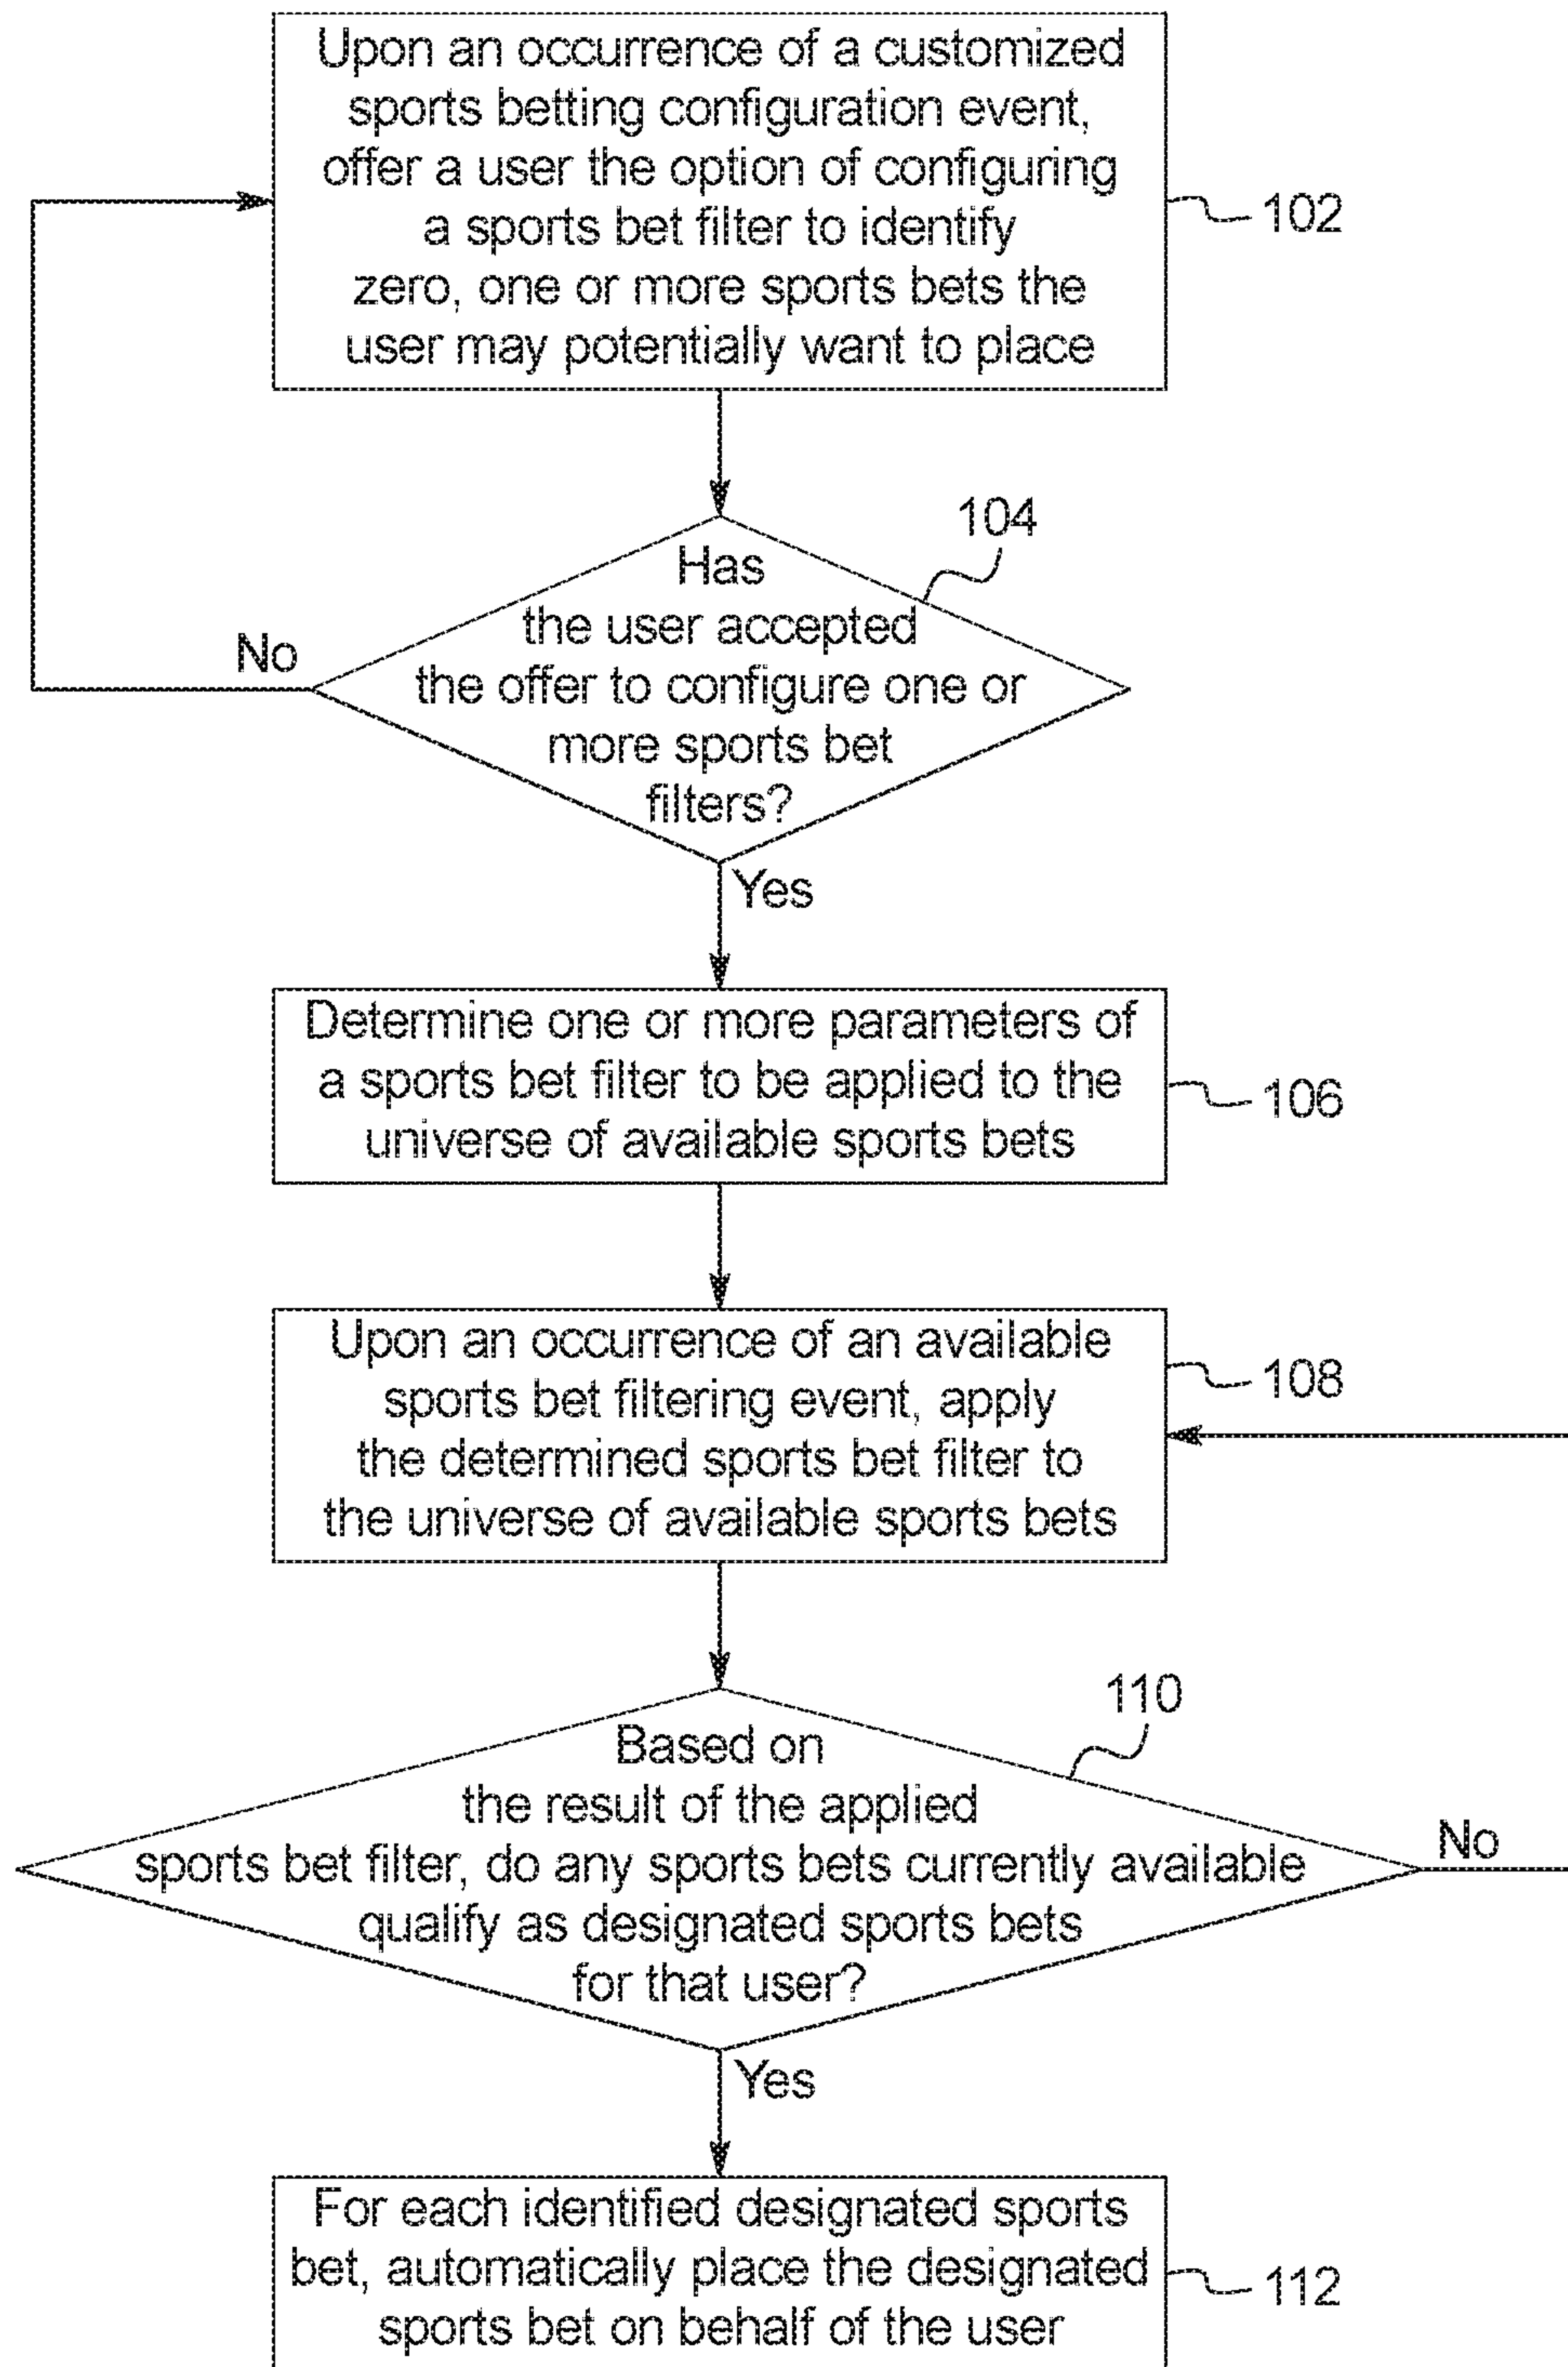 Upon an occurrence of a customized
sports betting configuration event,
offer a user the option of configuring
a sports bet filter to identify
zero, one or more sports bets the
user may potentially want to place
102
104
Has
the user accepted
the offer to configure one or
more sports bet
filters?
No
Yes
Determine one or more parameters of
a sports bet filter to be applied to the
universe of available sports bets
106
Upon an occurrence of an available
sports bet filtering event, apply
the determined sports bet filter to
the universe of available sports bets
108
110
Based on
the result of the applied
sports bet filter, do any sports bets currently available
qualify as designated sports bets
for that user?
No
Yes
For each identified designated sports
bet, automatically place the designated
sports bet on behalf of the user
112